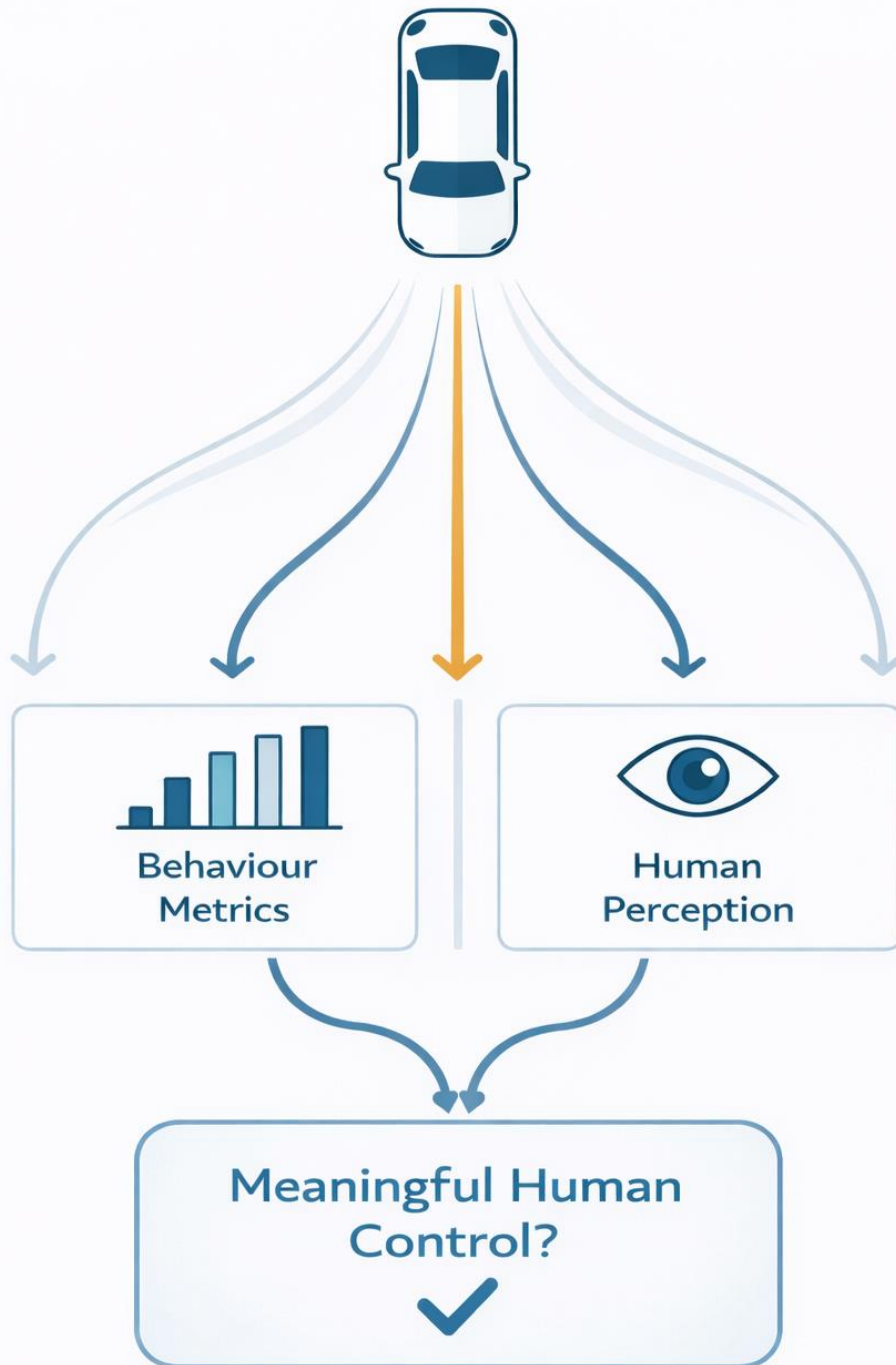 Behaviour
Metrics
Human
Perception
Meaningful Human
Control?